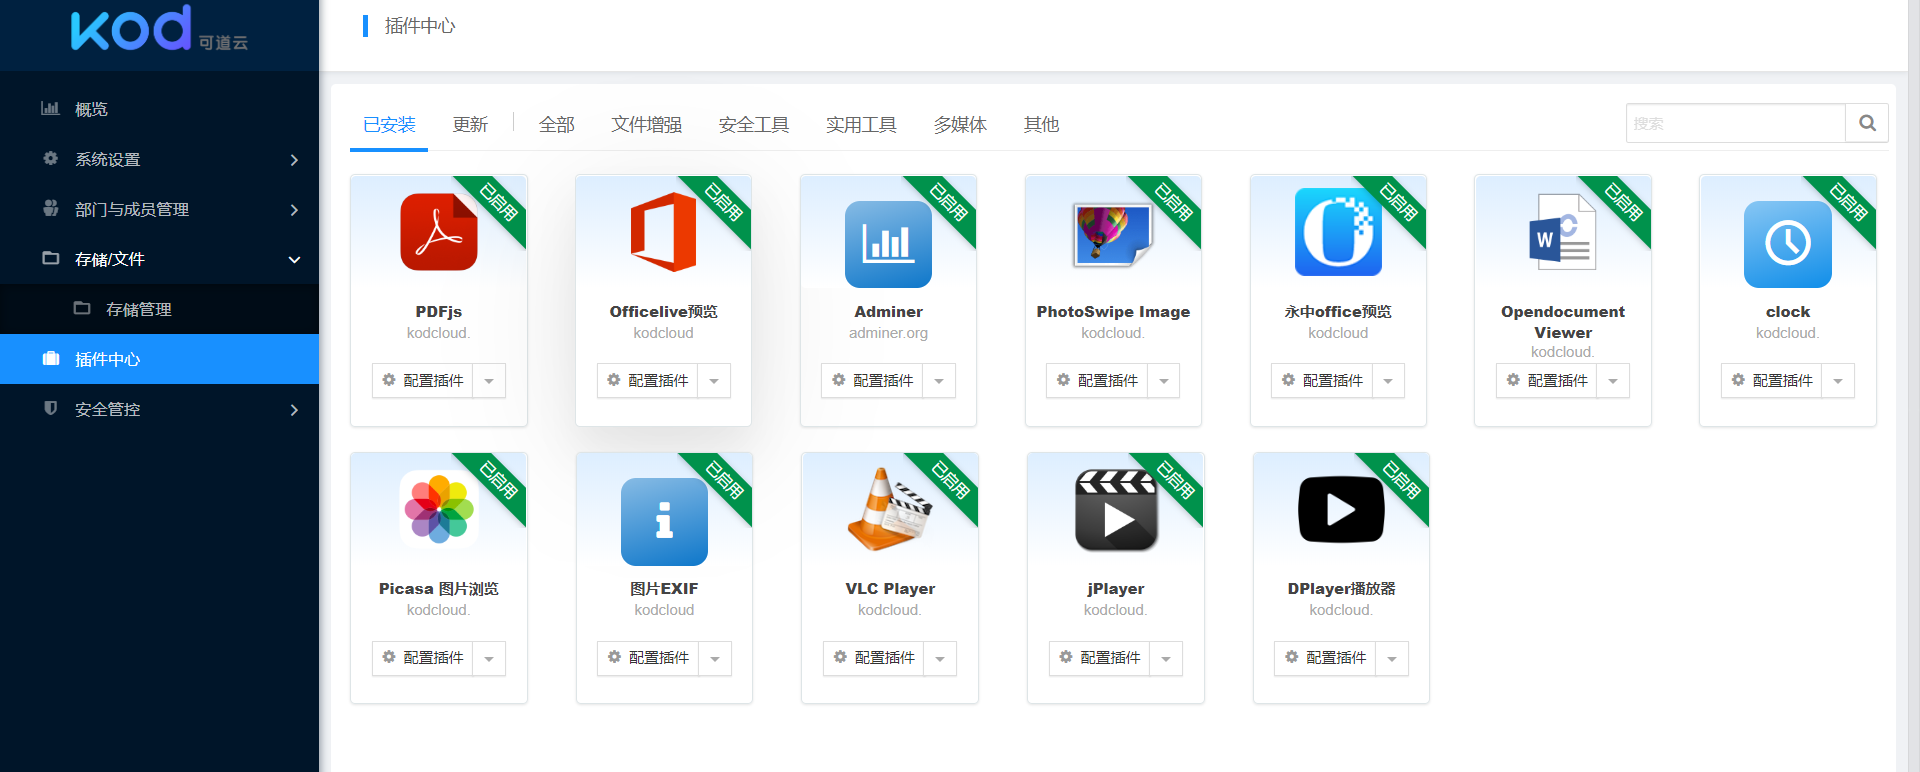 kod 可道云
概览
系统设置
部门与成员管理
存储/文件
存储管理
插件中心
安全管控
插件中心
已安装 更新 全部 文件增强 安全工具 实用工具 多媒体 其他 搜索
已启用 已启用 已启用 已启用 已启用 已启用 已启用
W
PDFjs Officelive预览 Adminer PhotoSwipe Image 永中office预览 Opendocument Viewer clock
kodcloud. kodcloud adminer.org kodcloud. kodcloud kodcloud. kodcloud.
配置插件 配置插件 配置插件 配置插件 配置插件 配置插件 配置插件
已启用 已启用 已启用 已启用 已启用
Picasa 图片浏览 图片EXIF VLC Player jPlayer DPlayer播放器
kodcloud. kodcloud kodcloud. kodcloud. kodcloud.
配置插件 配置插件 配置插件 配置插件 配置插件